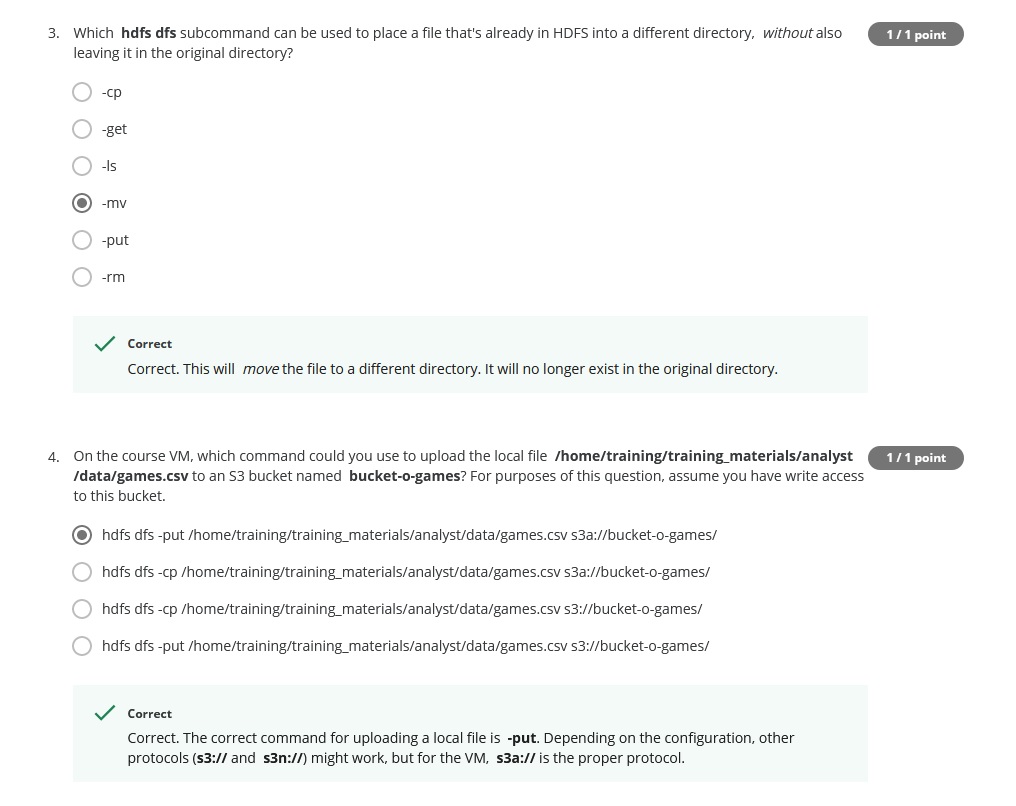 3. Which hdfs dfs subcommand can be used to place a file that's already in HDFS into a different directory, without also
1 / 1 point
leaving it in the original directory?
-cp
-get
-ls
-mv
-put
-rm
Correct
Correct. This will move the file to a different directory. It will no longer exist in the original directory.
4. On the course VM, which command could you use to upload the local file /home/training/training_materials/analyst
1 / 1 point
/data/games.csv to an S3 bucket named bucket-o-games? For purposes of this question, assume you have write access
to this bucket.
hdfs dfs -put /home/training/training_materials/analyst/data/games.csv s3a://bucket-o-games/
hdfs dfs -cp /home/training/training_materials/analyst/data/games.csv s3a://bucket-o-games/
hdfs dfs -cp /home/training/training_materials/analyst/data/games.csv s3://bucket-o-games/
hdfs dfs -put /home/training/training_materials/analyst/data/games.csv s3://bucket-o-games/
Correct
Correct. The correct command for uploading a local file is -put. Depending on the configuration, other
protocols (s3:// and s3n://) might work, but for the VM, s3a:// is the proper protocol.